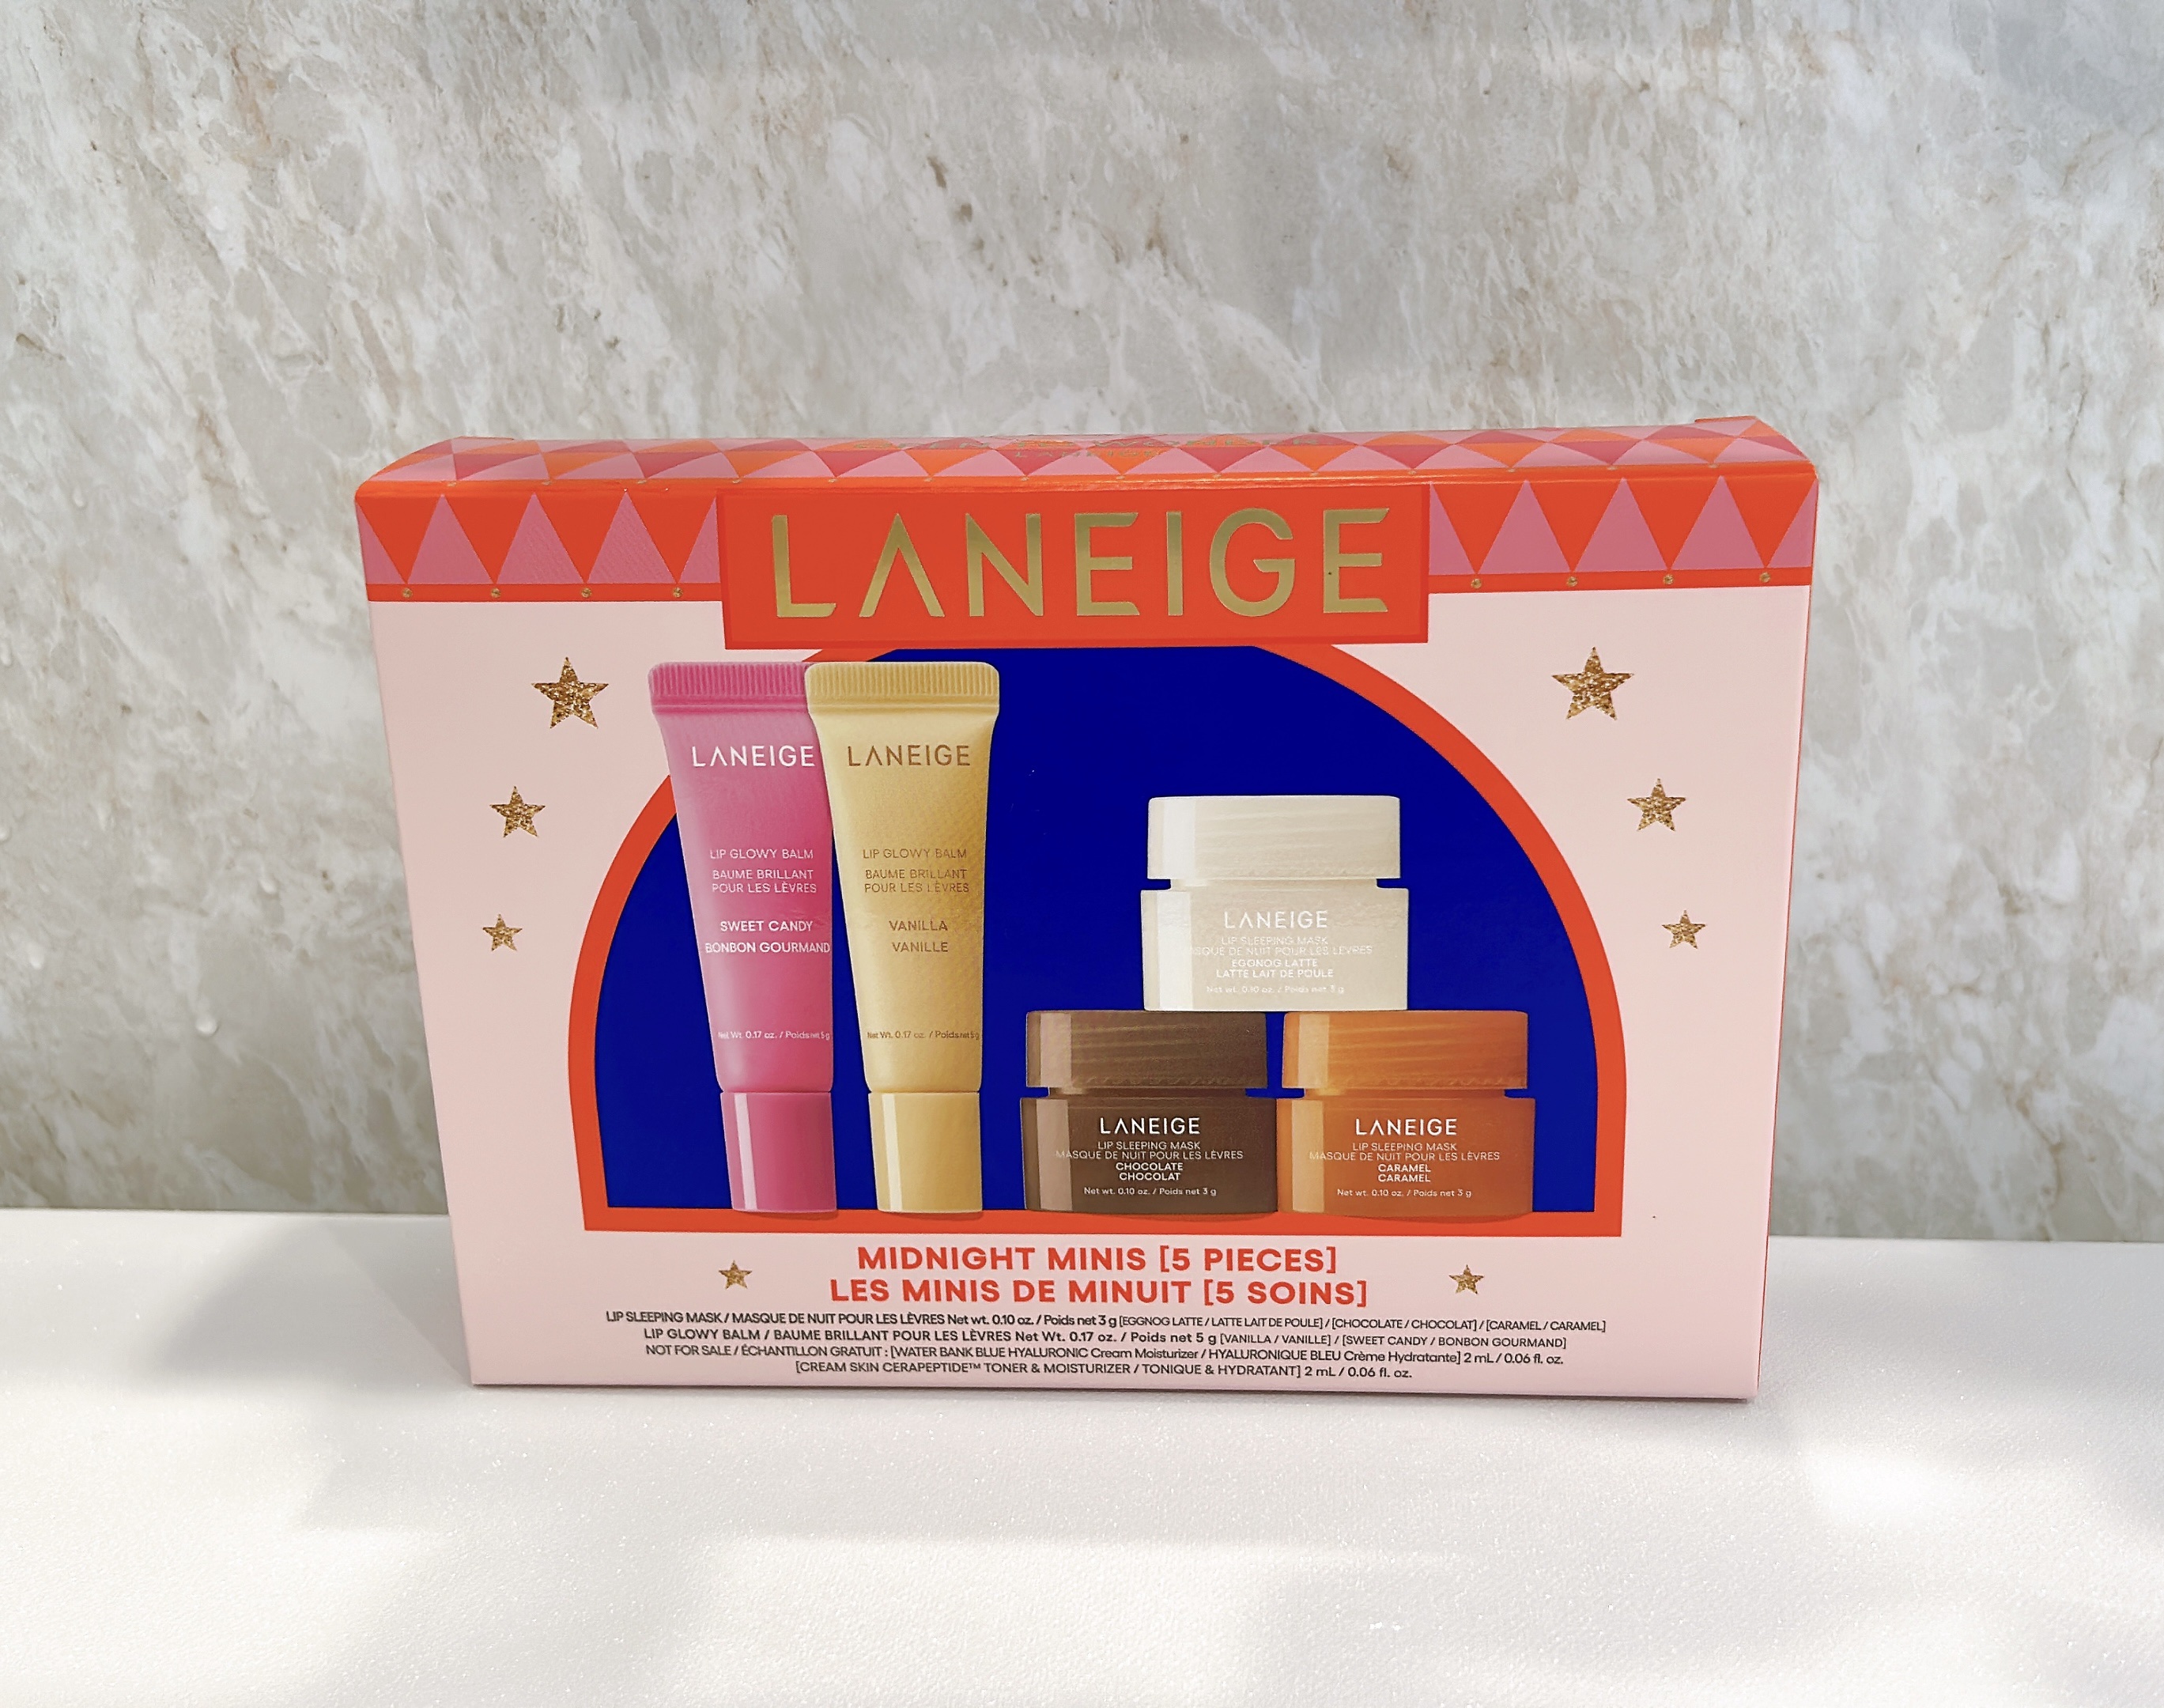 LANEIGE
LANEIGE
LIP GLOWY BALM
BAUME BRILLANT
POUR LES LÈVRES
SWEET CANDY
BONBON GOURMAND
Net Wt. 0.17 oz. / Poids net 5 g
LANEIGE
LIP GLOWY BALM
BAUME BRILLANT
POUR LES LÈVRES
VANILLA
VANILLE
Net Wt. 0.17 oz. / Poids net 5 g
LANEIGE
LIP SLEEPING MASK
MASQUE DE NUIT POUR LES LÈVRES
EGGNOG LATTE
LATTE LAIT DE POULE
Net wt. 0.10 oz. / Poids net 3 g
LANEIGE
LIP SLEEPING MASK
MASQUE DE NUIT POUR LES LÈVRES
CHOCOLATE
CHOCOLAT
Net wt. 0.10 oz. / Poids net 3 g
LANEIGE
LIP SLEEPING MASK
MASQUE DE NUIT POUR LES LÈVRES
CARAMEL
CARAMEL
Net wt. 0.10 oz. / Poids net 3 g
MIDNIGHT MINIS [5 PIECES]
LES MINIS DE MINUIT [5 SOINS]
LIP SLEEPING MASK / MASQUE DE NUIT POUR LES LÈVRES Net wt. 0.10 oz. / Poids net 3 g [EGGNOG LATTE / LATTE LAIT DE POULE] / [CHOCOLATE / CHOCOLAT] / [CARAMEL / CARAMEL]
LIP GLOWY BALM / BAUME BRILLANT POUR LES LÈVRES Net Wt. 0.17 oz. / Poids net 5 g [VANILLA / VANILLE] / [SWEET CANDY / BONBON GOURMAND]
NOT FOR SALE / ÉCHANTILLON GRATUIT : [WATER BANK BLUE HYALURONIC Cream Moisturizer / HYALURONIQUE BLEU Crème Hydratante] 2 mL / 0.06 fl. oz.
[CREAM SKIN CERAPEPTIDE™ TONER & MOISTURIZER / TONIQUE & HYDRATANT] 2 mL / 0.06 fl. oz.